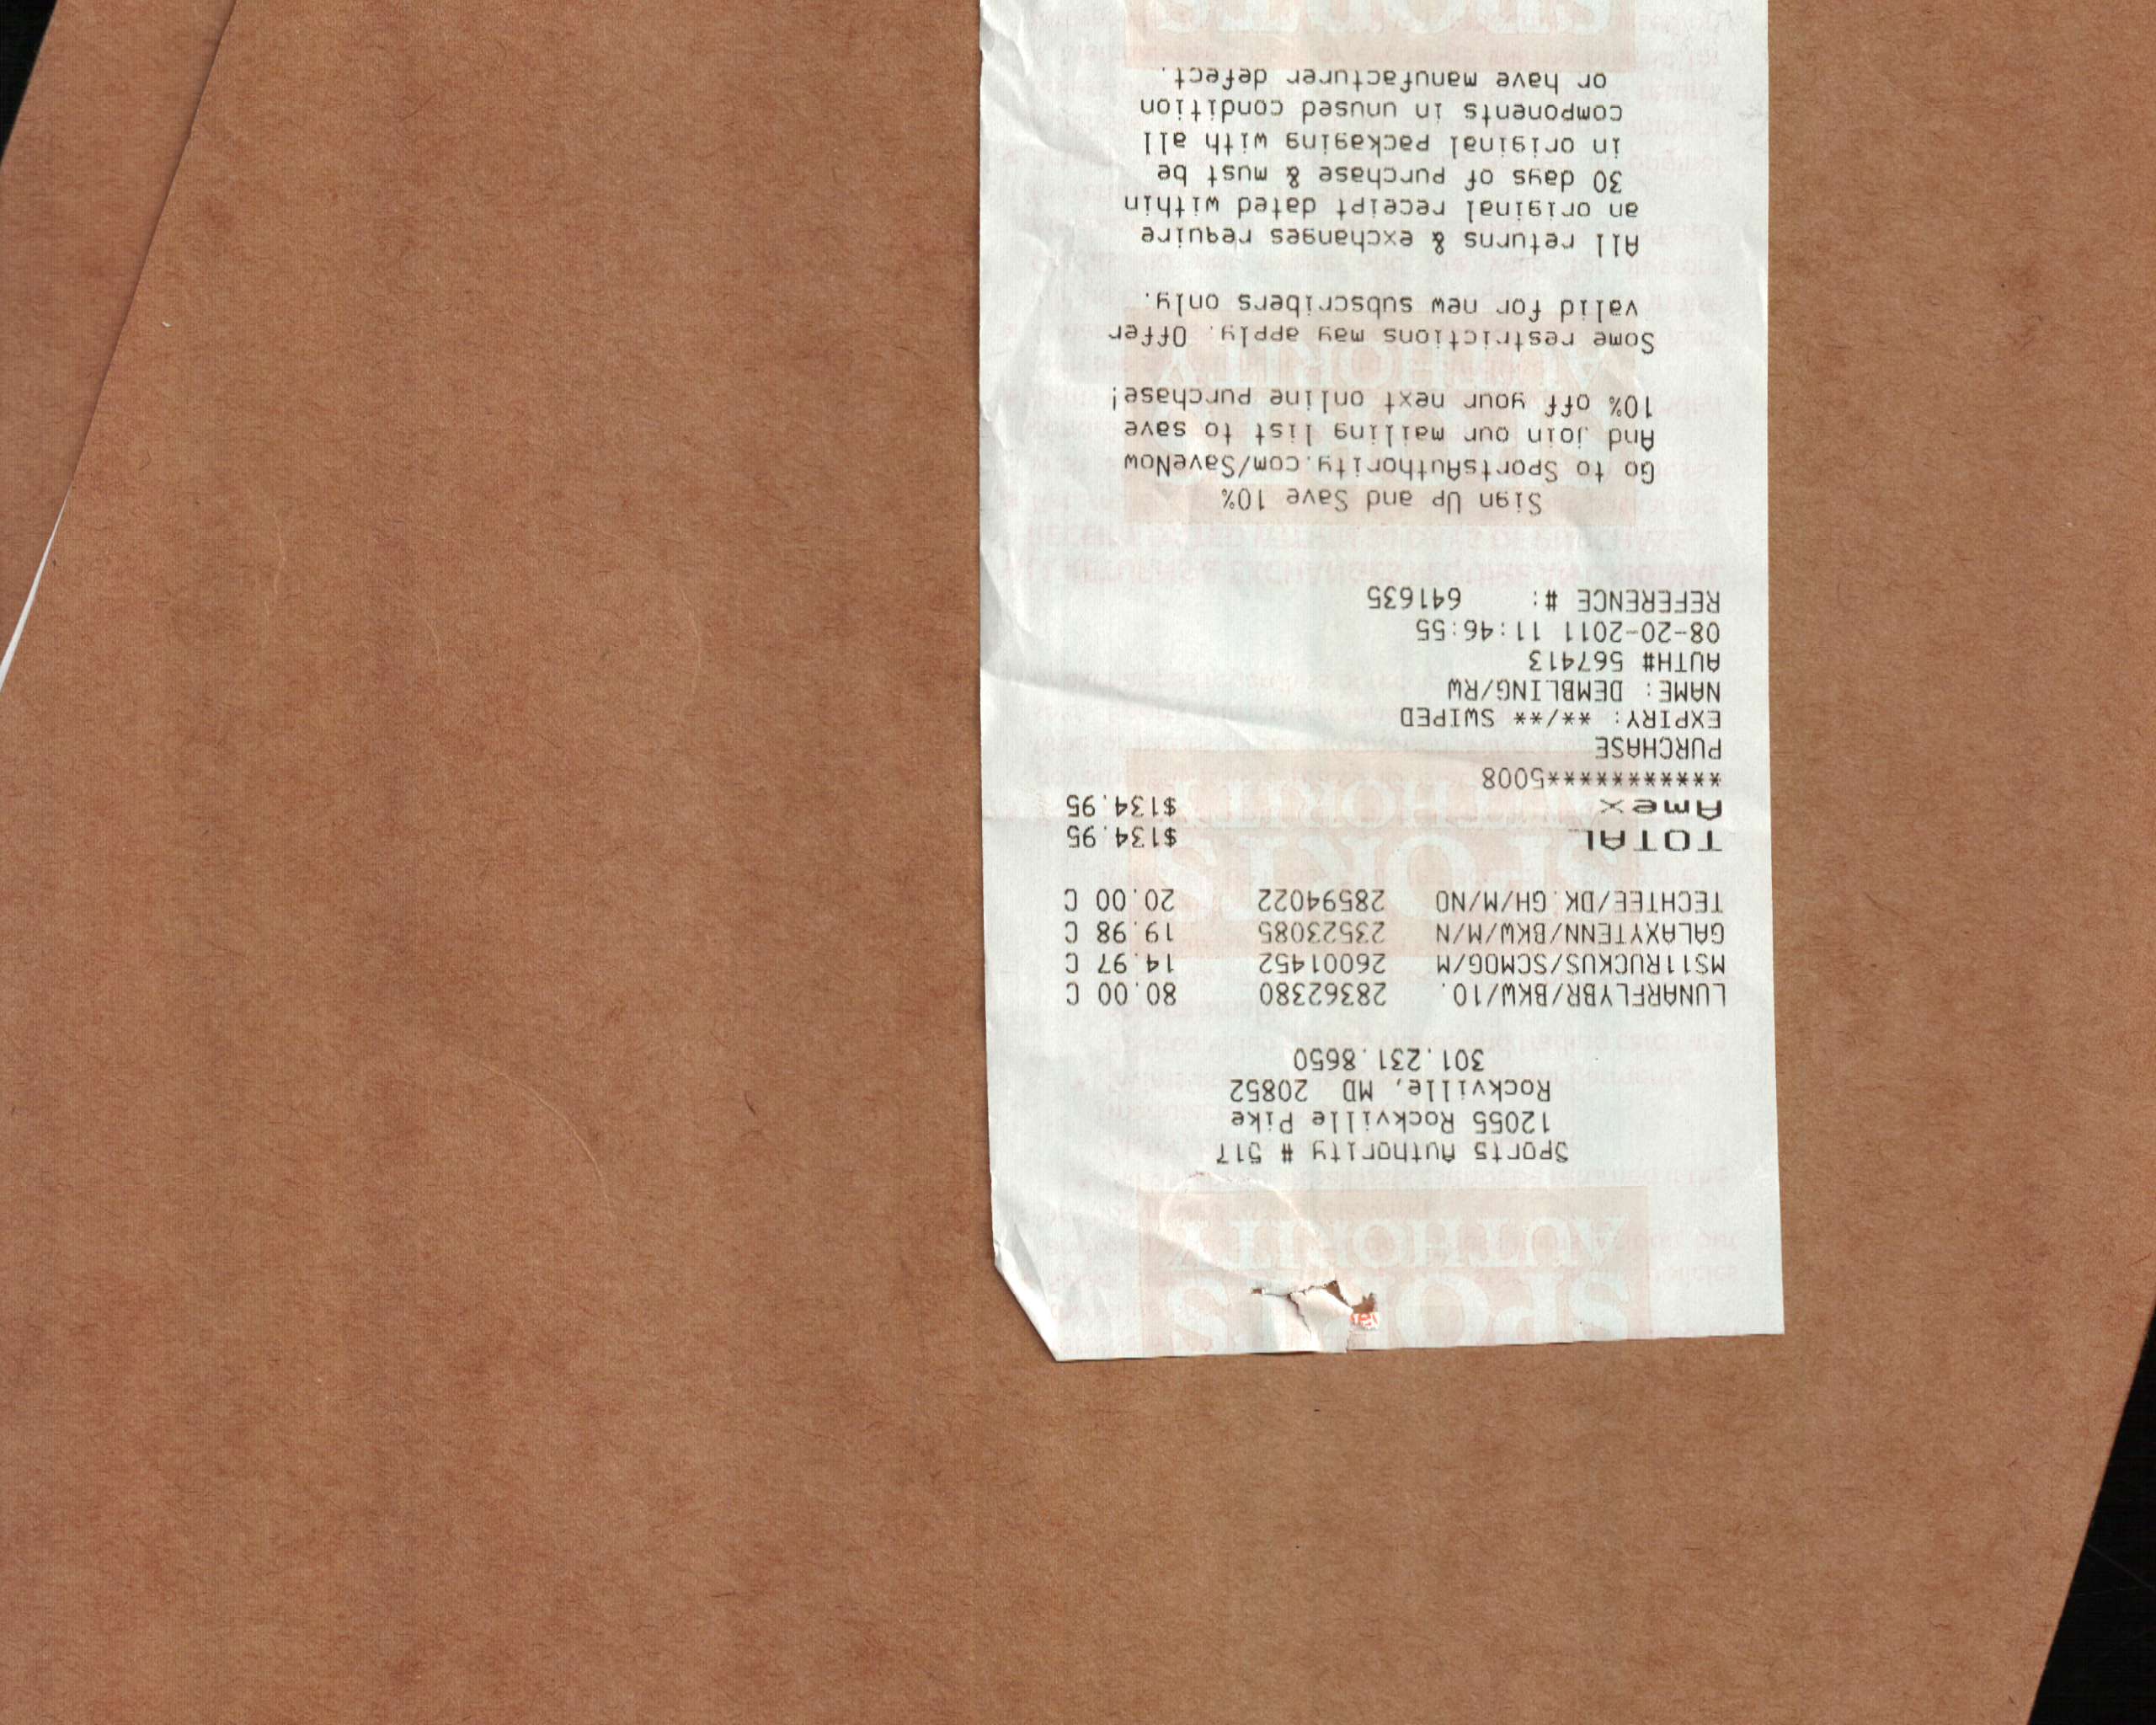 Sports Authority # 517
12055 Rockville Pike
Rockville, MD 20852
301.231.8650
LUNARFLYBR/BKW/10. 28362380 80.00 C
MS11RUCKUS/SCMOG/M 26001452 14.97 C
GALAXYTENN/BKW/M/N 23523085 19.98 C
TECHTEE/DK.GH/M/NO 28594022 20.00 C
TOTAL $134.95
Amex $134.95
************5008
PURCHASE
EXPIRY: **/** SWIPED
NAME: DEMBLING/RW
AUTH# 567413
08-20-2011 11:46:55
REFERENCE #: 641635
Sign Up and Save 10%
Go to SportsAuthority.com/SaveNow
And join our mailing list to save
10% off your next online purchase!
Some restrictions may apply. Offer
valid for new subscribers only.
All returns & exchanges require
an original receipt dated within
30 days of purchase & must be
in original packaging with all
components in unused condition
or have manufacturer defect.